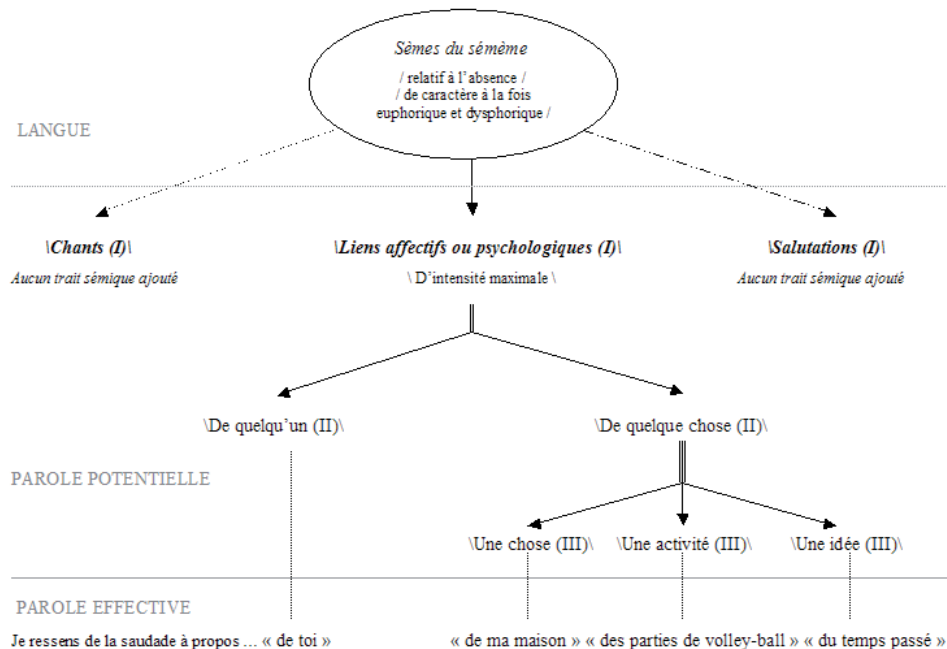 Sèmes du sémème
/ relatif à l'absence /
/ de caractère à la fois
euphorique et dysphorique /
LANGUE
\Chants (I)\ \Liens affectifs ou psychologiques (I)\ \Salutations (I)\
Aucun trait sémique ajouté \ D'intensité maximale \ Aucun trait sémique ajouté
\De quelqu'un (II)\ \De quelque chose (II)\
PAROLE POTENTIELLE
\Une chose (III)\ \Une activité (III)\ \Une idée (III)\
PAROLE EFFECTIVE
Je ressens de la saudade à propos ... « de toi » « de ma maison » « des parties de volley-ball » « du temps passé »